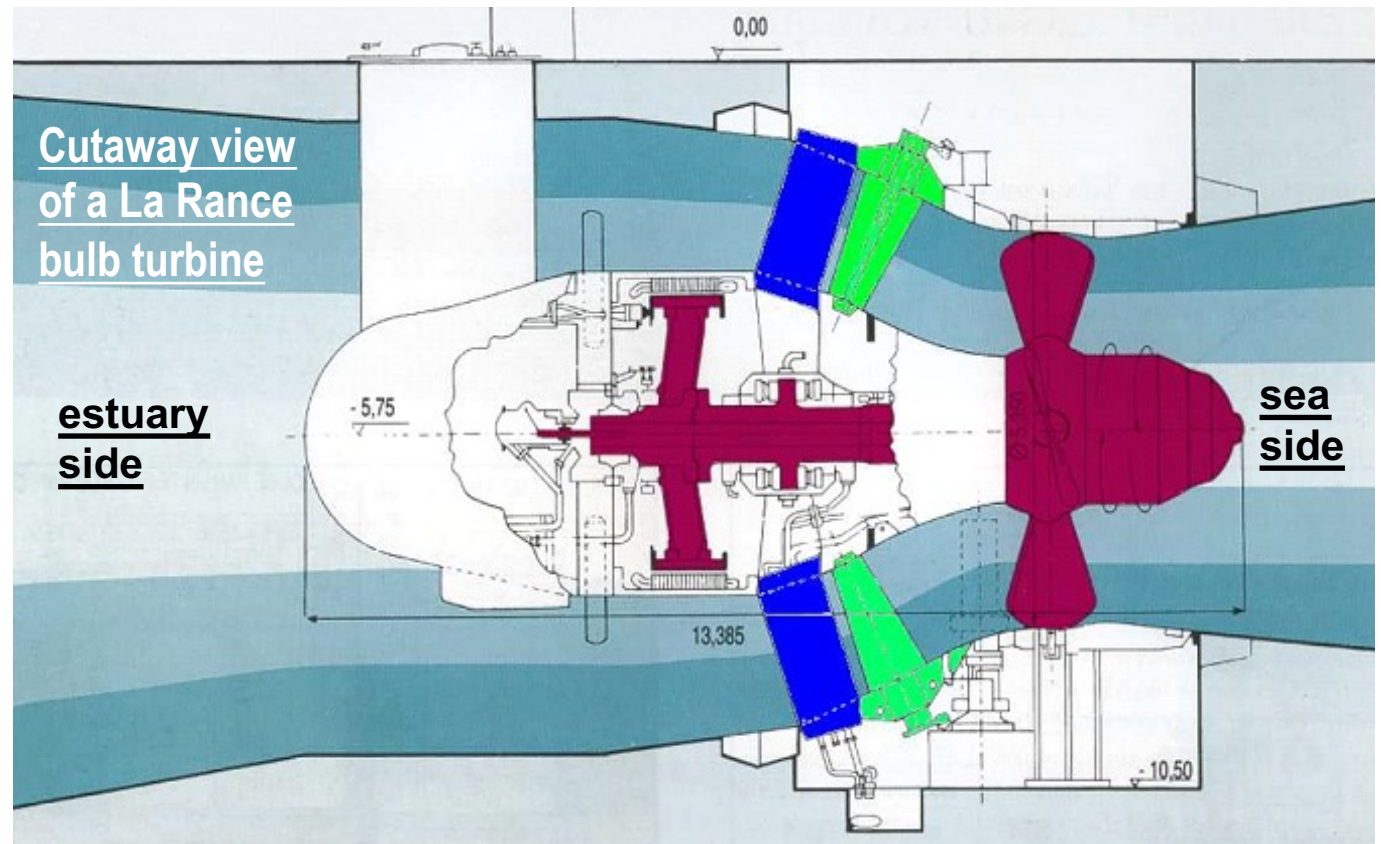 0,00
Cutaway view
of a La Rance
bulb turbine
- 5,75
estuary
side
sea
side
13,385
- 10,50